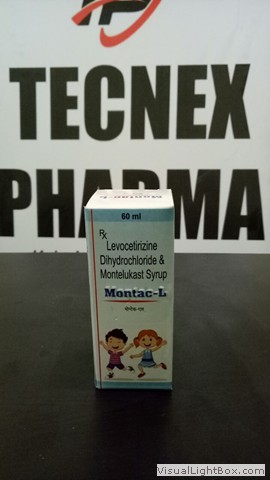 TECNEX
PHARMA
60 ml
Rx
Levocetirizine
Dihydrochloride &
Montelukast Syrup
Montac-L
VisualLightBox.com